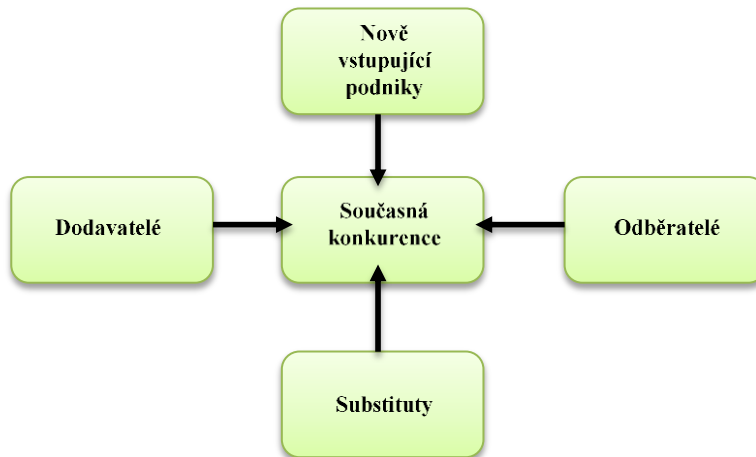 Nově
vstupující
podniky
Dodavatelé
Současná
konkurence
Odběratelé
Substituty